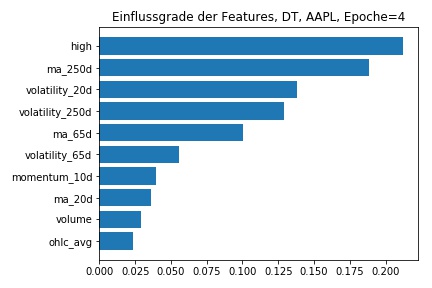 Einflussgrade der Features, DT, AAPL, Epoche=4
high
ma_250d
volatility_20d
volatility_250d
ma_65d
volatility_65d
momentum_10d
ma_20d
volume
ohlc_avg
0.000 0.025 0.050 0.075 0.100 0.125 0.150 0.175 0.200